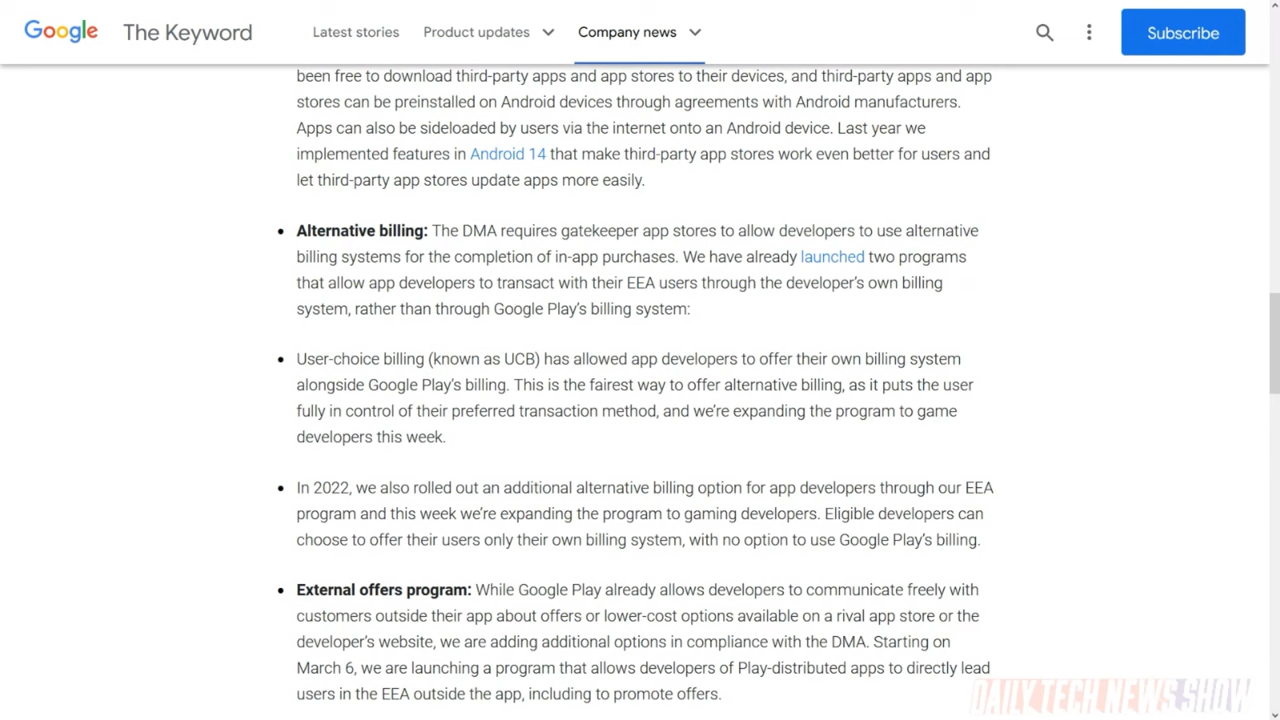 Google The Keyword Latest stories Product updates Company news Subscribe
been free to download third-party apps and app stores to their devices, and third-party apps and app
stores can be preinstalled on Android devices through agreements with Android manufacturers.
Apps can also be sideloaded by users via the internet onto an Android device. Last year we
implemented features in Android 14 that make third-party app stores work even better for users and
let third-party app stores update apps more easily.
• Alternative billing: The DMA requires gatekeeper app stores to allow developers to use alternative
billing systems for the completion of in-app purchases. We have already launched two programs
that allow app developers to transact with their EEA users through the developer’s own billing
system, rather than through Google Play’s billing system:
• User-choice billing (known as UCB) has allowed app developers to offer their own billing system
alongside Google Play’s billing. This is the fairest way to offer alternative billing, as it puts the user
fully in control of their preferred transaction method, and we’re expanding the program to game
developers this week.
• In 2022, we also rolled out an additional alternative billing option for app developers through our EEA
program and this week we’re expanding the program to gaming developers. Eligible developers can
choose to offer their users only their own billing system, with no option to use Google Play’s billing.
• External offers program: While Google Play already allows developers to communicate freely with
customers outside their app about offers or lower-cost options available on a rival app store or the
developer’s website, we are adding additional options in compliance with the DMA. Starting on
March 6, we are launching a program that allows developers of Play-distributed apps to directly lead
users in the EEA outside the app, including to promote offers.
DAILY TECH NEWS SHOW